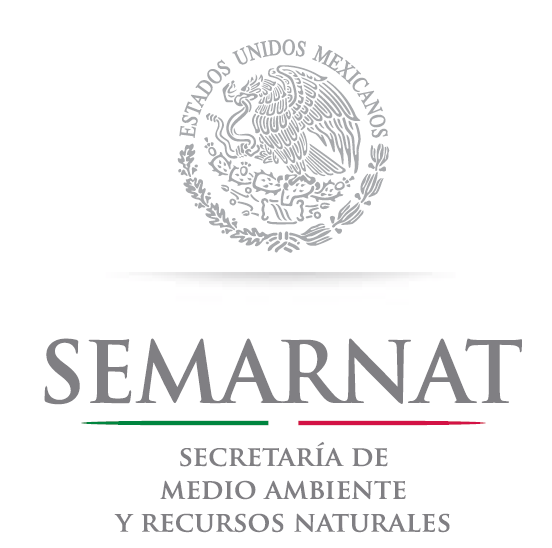 ESTADOS UNIDOS MEXICANOS
SEMARNAT
SECRETARÍA DE
MEDIO AMBIENTE
Y RECURSOS NATURALES